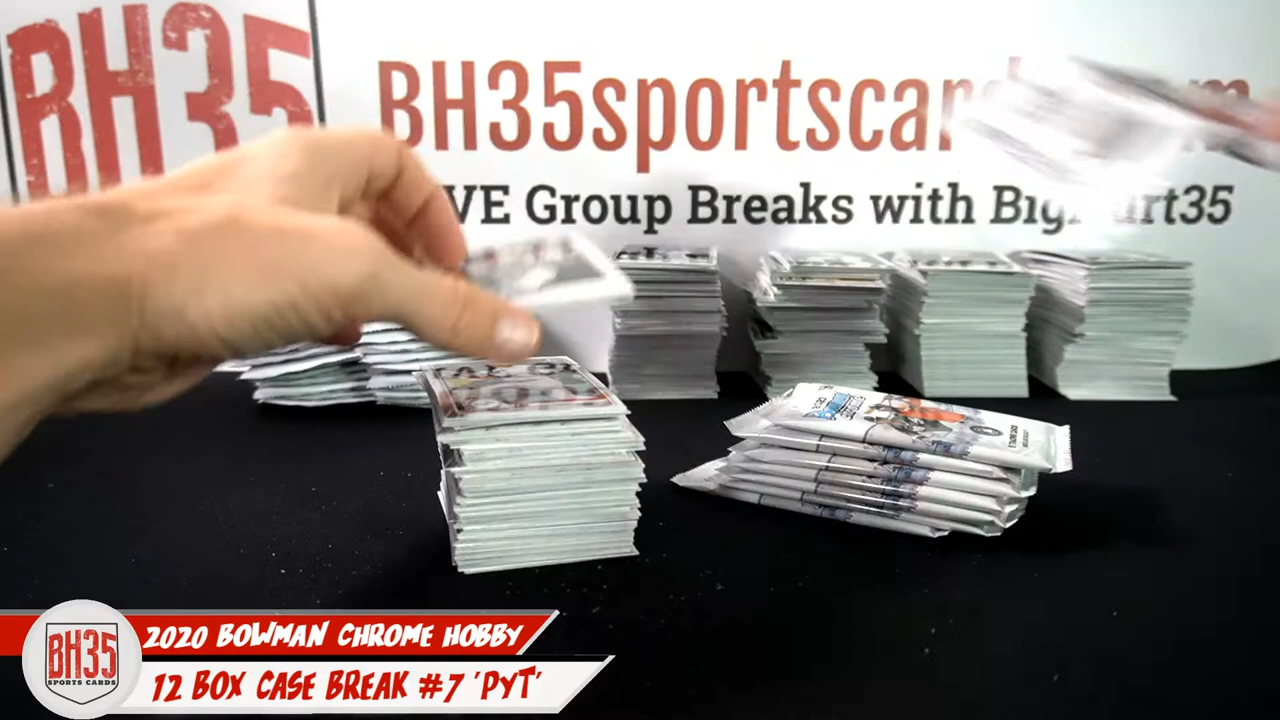 BH35
BH35sportscar
VE Group Breaks with Big art35
2020 BOWMAN CHROME HOBBY
BH35
SPORTS CARDS
12 BOX CASE BREAK #7 'PYT'